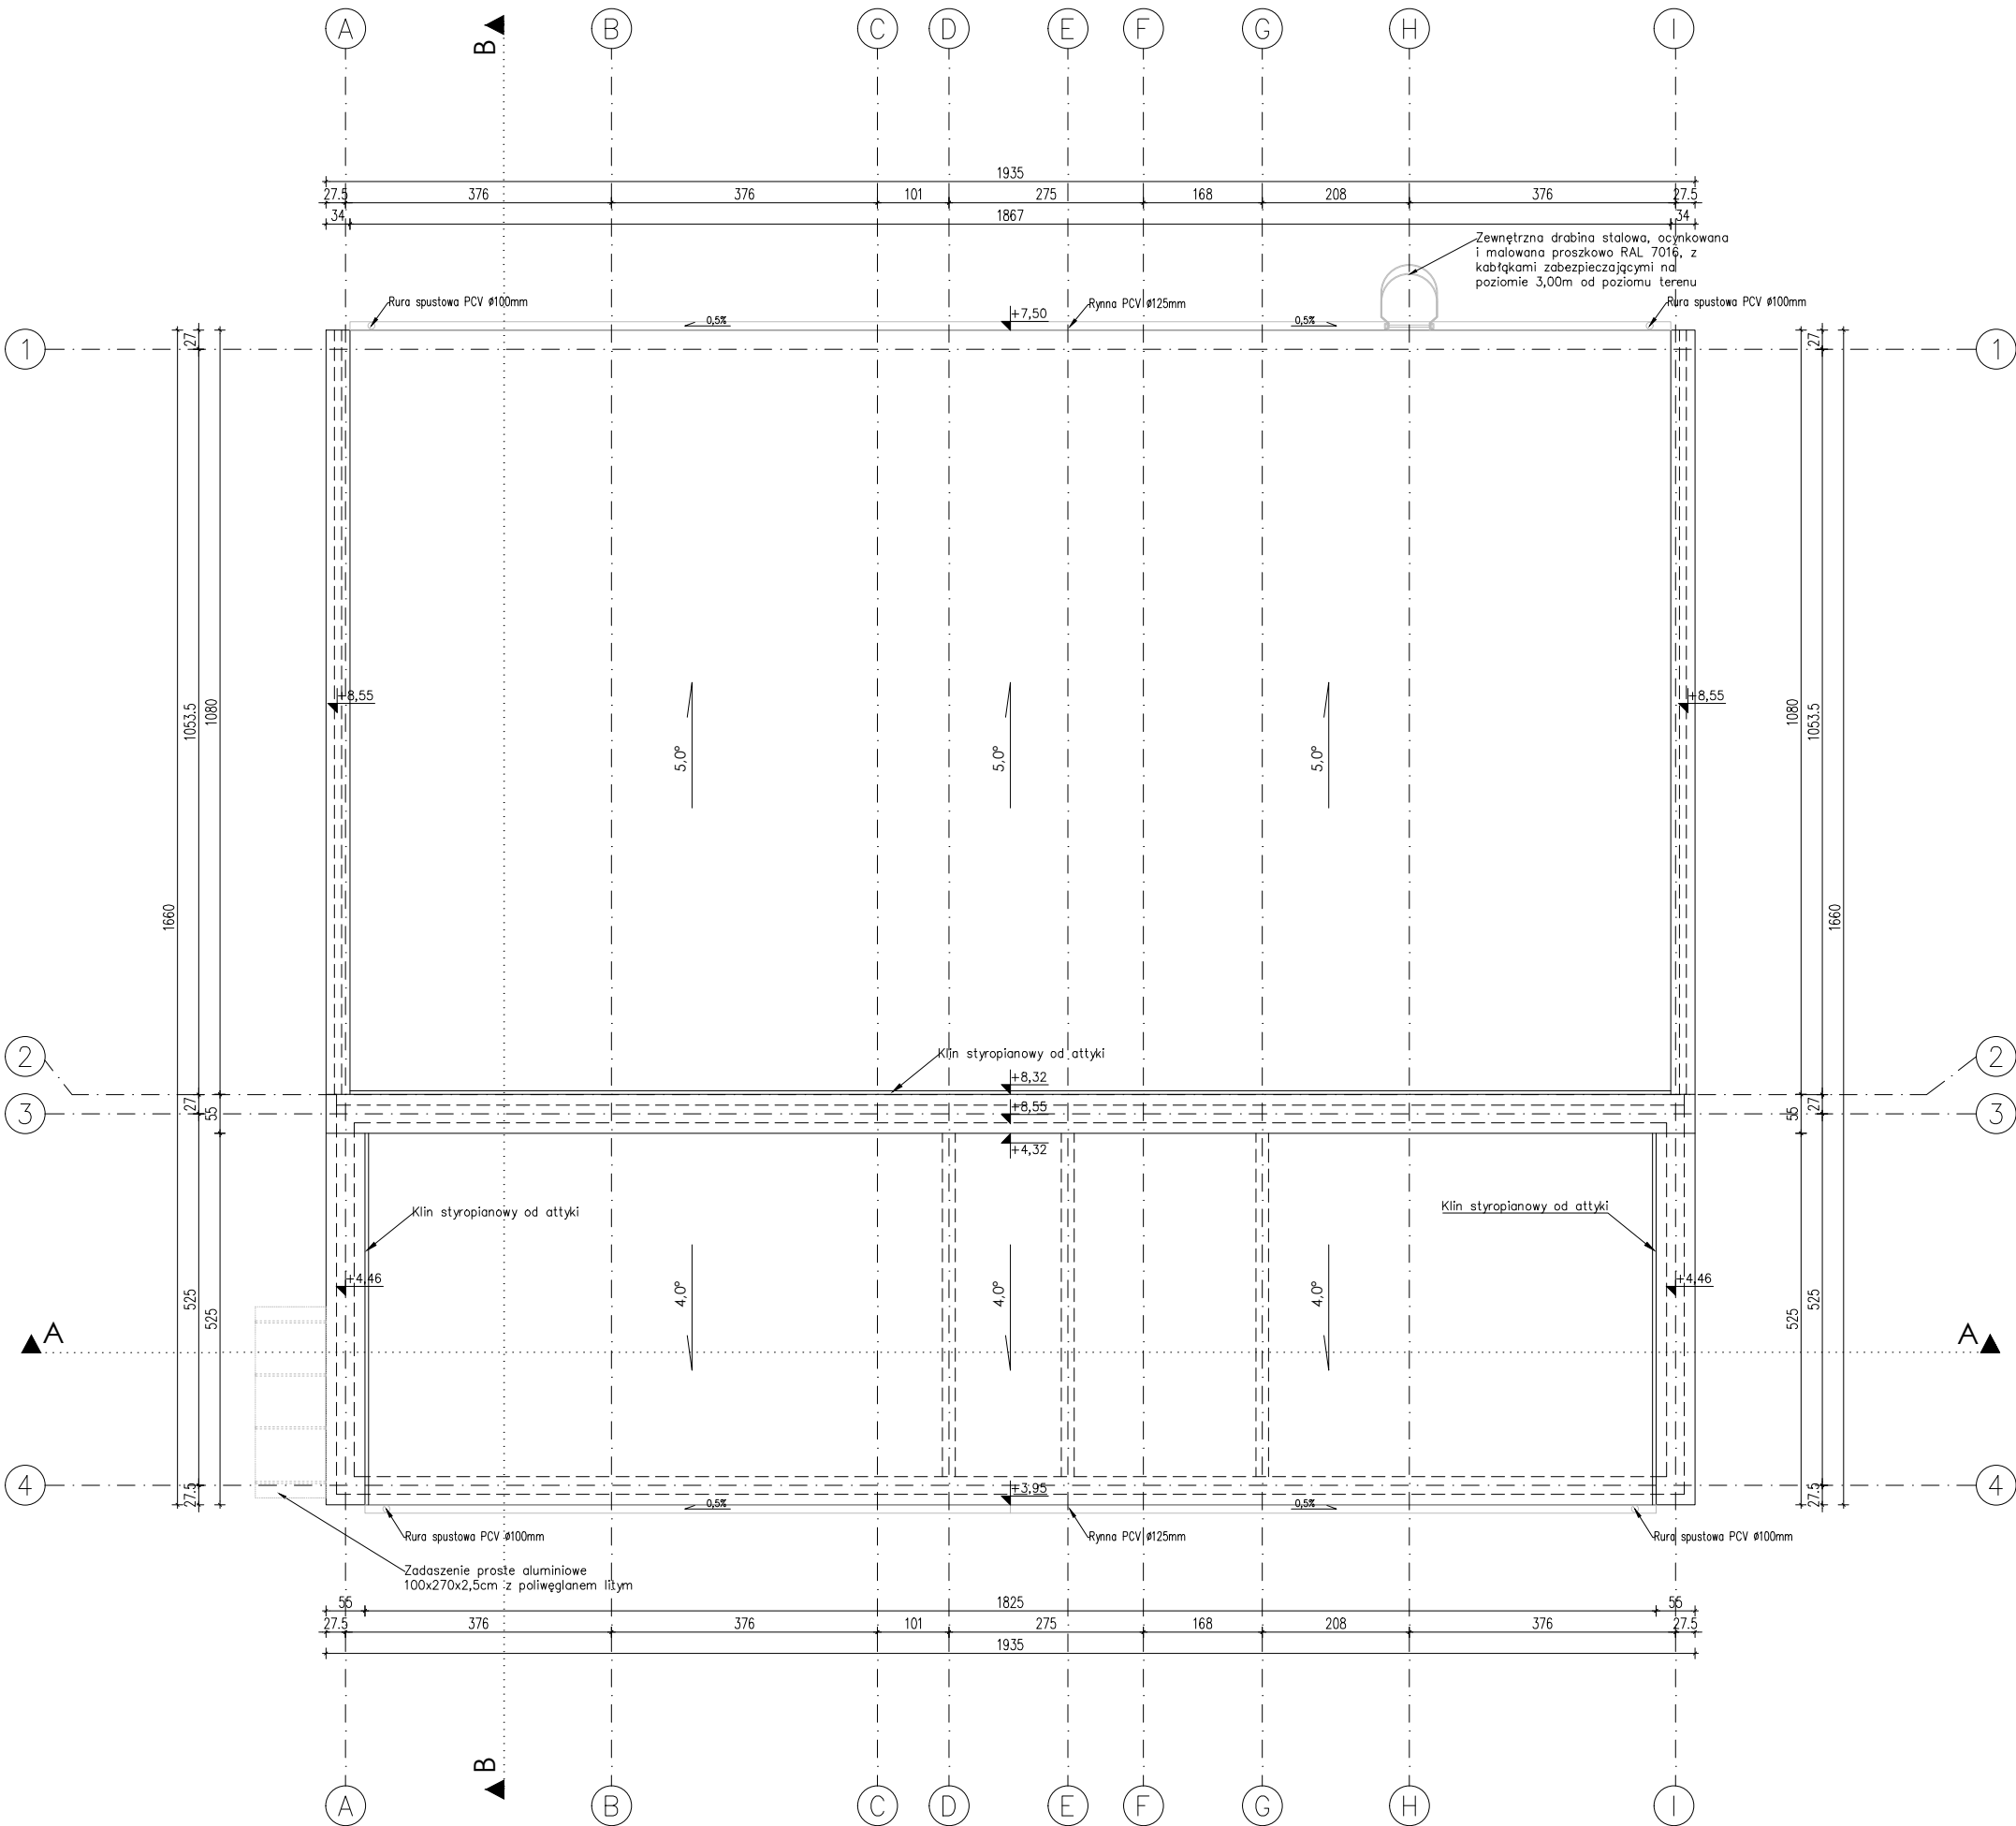 A B C D E F G H I
B
1935
27.5 376 376 101 275 168 208 376 27.5
34 1867 34
Zewnętrzna drabina stalowa, ocynkowana
i malowana proszkowo RAL 7016, z
kabłąkami zabezpieczającymi na
poziomie 3,00m od poziomu terenu
Rura spustowa PCV Ø100mm
Rynna PCV Ø125mm
Rura spustowa PCV Ø100mm
0,5% +7,50 0,5%
27 27
1 1
+8,55 +8,55
1053.5 1080 1080 1053.5
5,0° 5,0° 5,0°
1660 1660
2 2
Klin styropianowy od attyki
+8,32
27 55 +8,55 55 27
3 3
+4,32
Klin styropianowy od attyki
Klin styropianowy od attyki
+4,46 +4,46
4,0° 4,0° 4,0°
525 525 525 525
A A
4 4
27.5 27.5
0,5% +3,95 0,5%
Rura spustowa PCV Ø100mm
Rynna PCV Ø125mm
Rura spustowa PCV Ø100mm
Zadaszenie proste aluminiowe
100x270x2,5cm z poliwęglanem litym
55 1825 55
27.5 376 376 101 275 168 208 376 27.5
1935
B
A B C D E F G H I